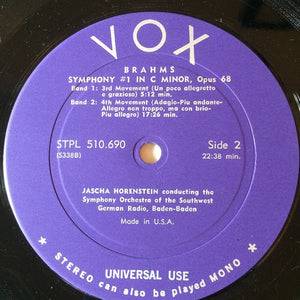 VOX
BRAHMS
SYMPHONY #1 IN C MINOR, Opus 68
Band 1: 3rd Movement (Un poco allegretto
e grazioso) 5:12 min.
Band 2: 4th Movement (Adagio-Piu andante-
Allegro non troppo, ma con brio-
Piu allegro) 17:26 min.
STPL 510.690
Side 2
(S338B)
22:38 min.
JASCHA HORENSTEIN conducting the
Symphony Orchestra of the Southwest
German Radio, Baden-Baden
Made in U.S.A.
UNIVERSAL USE
* STEREO can also be played MONO *